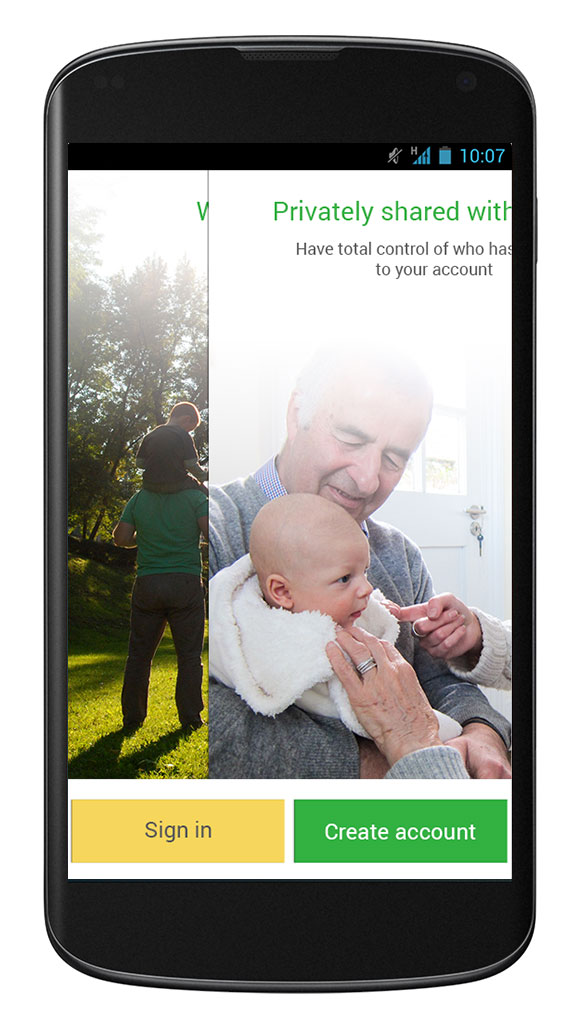 H 10:07
W
Privately shared with
Have total control of who has
to your account
Sign in
Create account